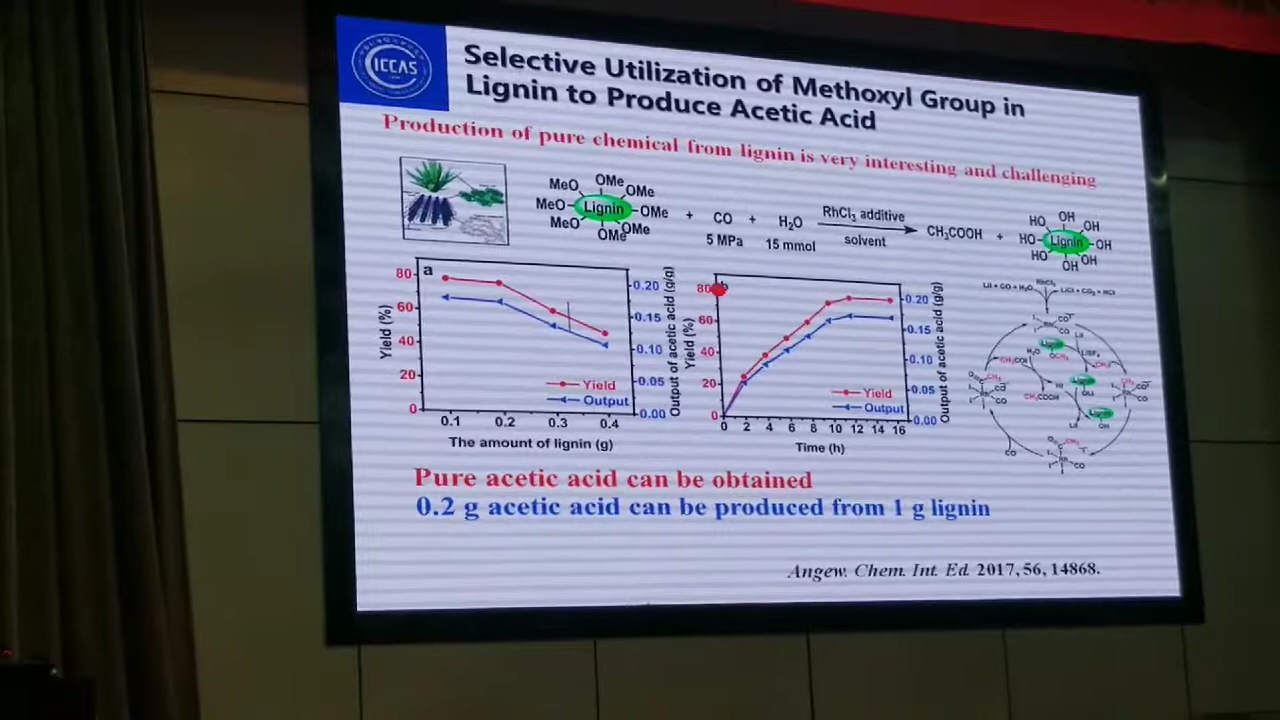 ICCAS
Selective Utilization of Methoxyl Group in
Lignin to Produce Acetic Acid
Production of pure chemical from lignin is very interesting and challenging
MeO OMe OMe
MeO Lignin OMe + CO + H₂O RhCl₃ additive CH₃COOH + HO Lignin OH
MeO OMe OMe
5 MPa 15 mmol solvent
HO OH OH
HO OH OH
a
Yield (%)
80
60
40
20
0
0.20
0.15
0.10
0.05
0.00
Output of acetic acid (g/g)
Yield
Output
0.1 0.2 0.3 0.4
The amount of lignin (g)
b
Yield (%)
80
60
40
20
0
0.20
0.15
0.10
0.05
0.00
Output of acetic acid (g/g)
Yield
Output
0 2 4 6 8 10 12 14 16
Time (h)
CH₃COOH
HI
H₂O
CO
Pure acetic acid can be obtained
0.2 g acetic acid can be produced from 1 g lignin
Angew. Chem. Int. Ed. 2017, 56, 14868.